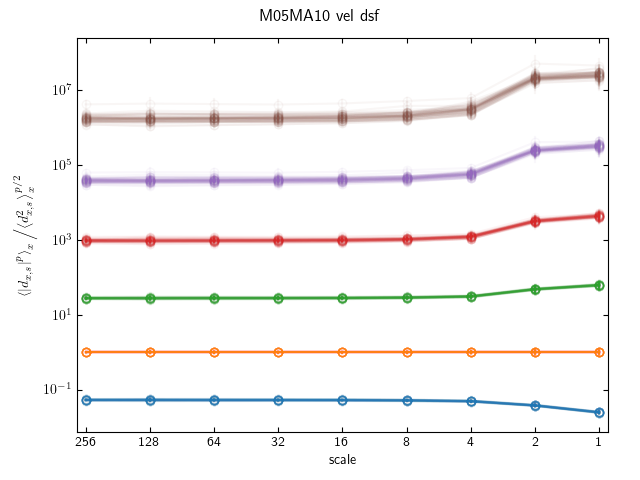 M05MA10 vel dsf
⟨|d_{x,s}|^p⟩_x / ⟨d^2_{x,s}⟩_x^{p/2}
10^7
10^5
10^3
10^1
10^{-1}
256 128 64 32 16 8 4 2 1
scale